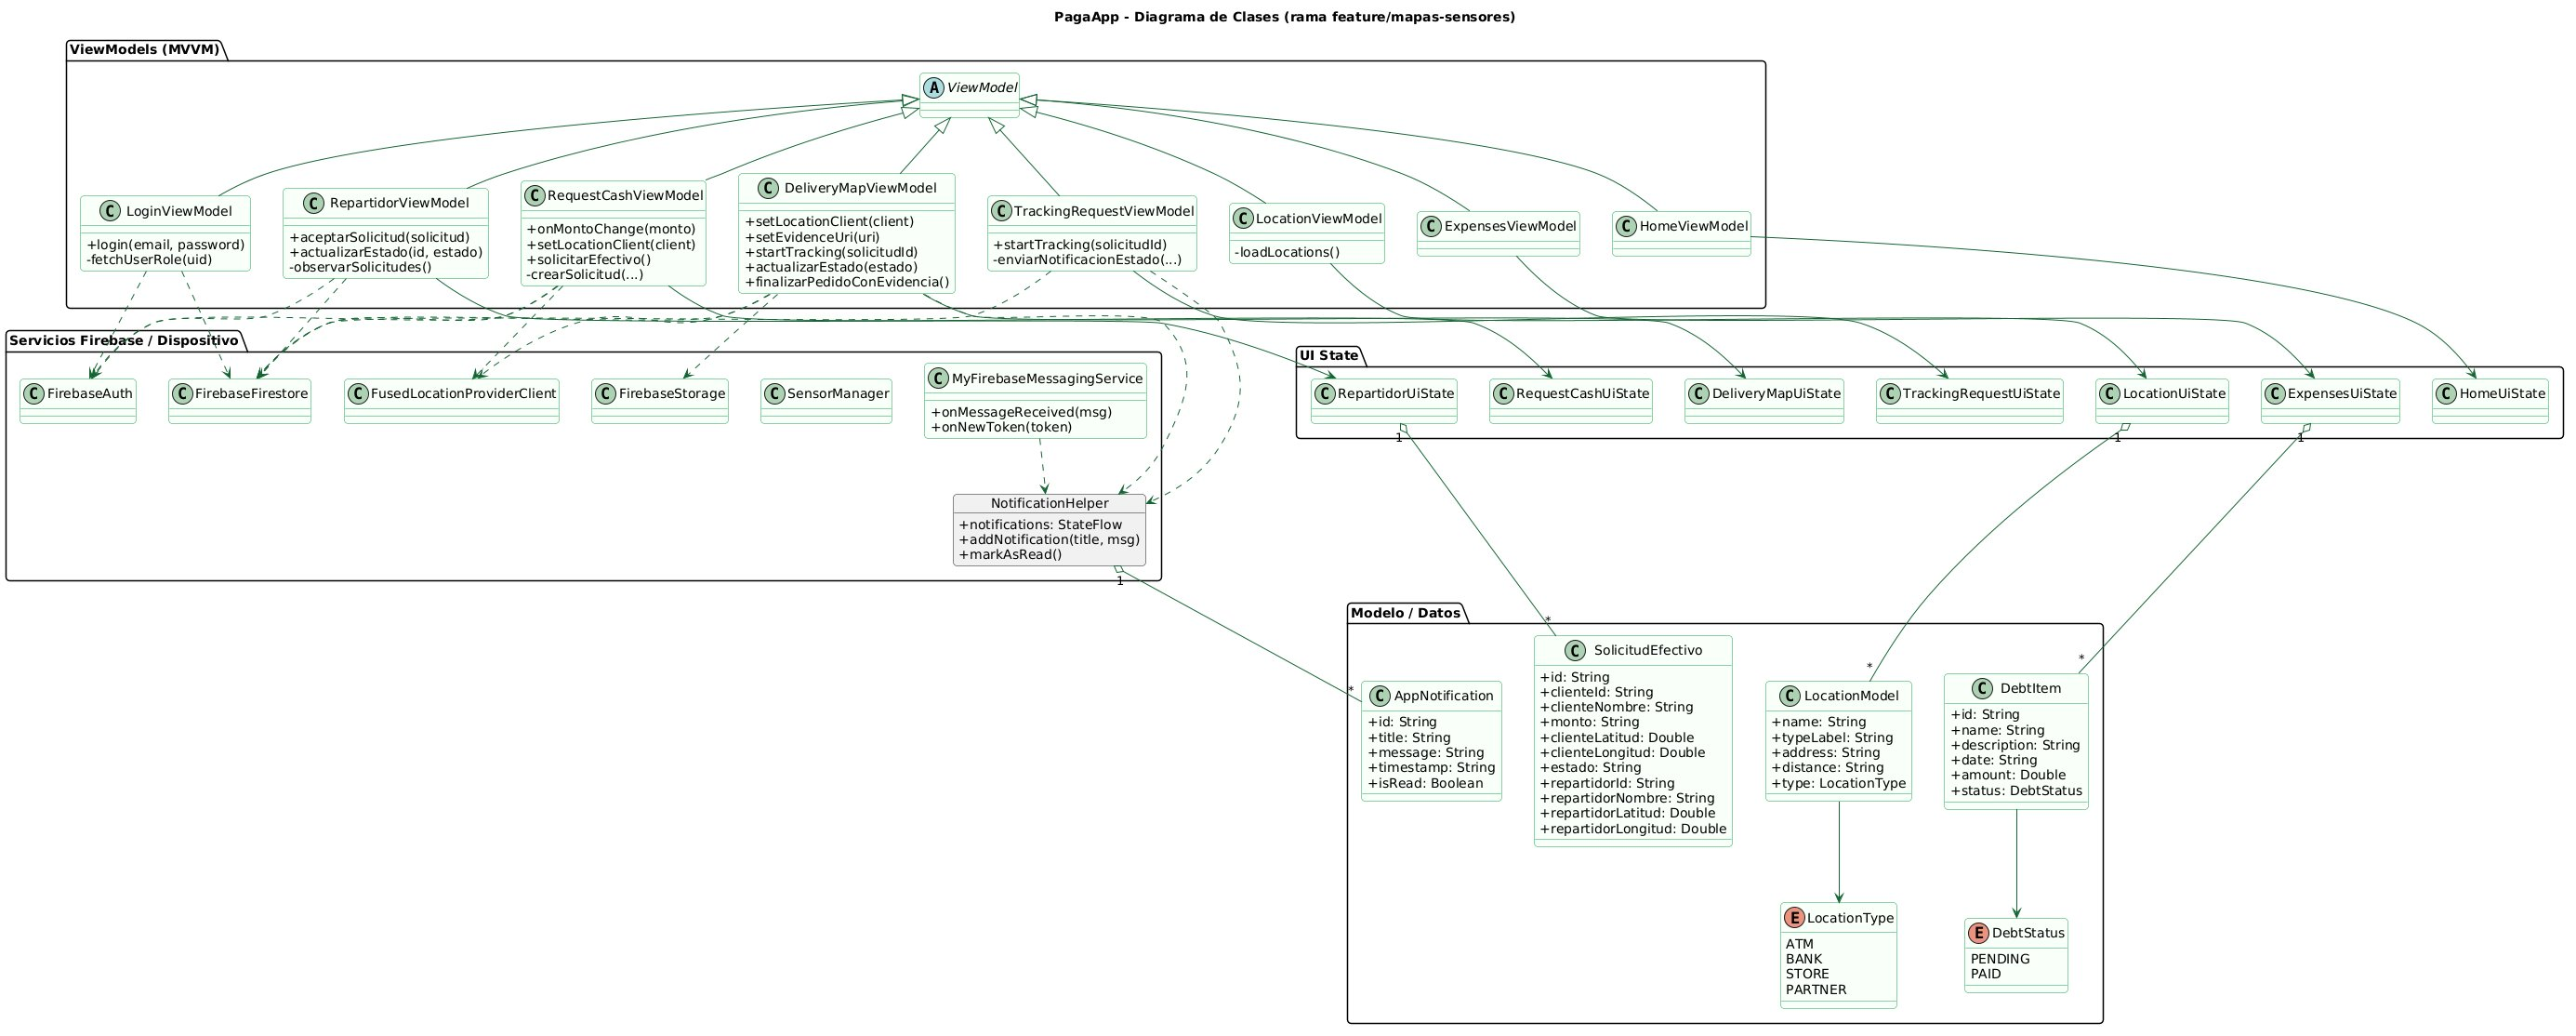 PagaApp - Diagrama de Clases (rama feature/mapas-sensores)
ViewModels (MVVM)
A ViewModel
C LoginViewModel
+login(email, password)
-fetchUserRole(uid)
C RepartidorViewModel
+aceptarSolicitud(solicitud)
+actualizarEstado(id, estado)
-observarSolicitudes()
C RequestCashViewModel
+onMontoChange(monto)
+setLocationClient(client)
+solicitarEfectivo()
-crearSolicitud(...)
C DeliveryMapViewModel
+setLocationClient(client)
+setEvidenceUri(uri)
+startTracking(solicitudId)
+actualizarEstado(estado)
+finalizarPedidoConEvidencia()
C TrackingRequestViewModel
+startTracking(solicitudId)
-enviarNotificacionEstado(...)
C LocationViewModel
-loadLocations()
C ExpensesViewModel
C HomeViewModel
Servicios Firebase / Dispositivo
C FirebaseAuth
C FirebaseFirestore
C FusedLocationProviderClient
C FirebaseStorage
C SensorManager
C MyFirebaseMessagingService
+onMessageReceived(msg)
+onNewToken(token)
NotificationHelper
+notifications: StateFlow
+addNotification(title, msg)
+markAsRead()
1
UI State
C RepartidorUiState
C RequestCashUiState
C DeliveryMapUiState
C TrackingRequestUiState
C LocationUiState
C ExpensesUiState
C HomeUiState
1
1
1
Modelo / Datos
*
C AppNotification
+id: String
+title: String
+message: String
+timestamp: String
+isRead: Boolean
*
C SolicitudEfectivo
+id: String
+clienteId: String
+clienteNombre: String
+monto: String
+clienteLatitud: Double
+clienteLongitud: Double
+estado: String
+repartidorId: String
+repartidorNombre: String
+repartidorLatitud: Double
+repartidorLongitud: Double
*
C LocationModel
+name: String
+typeLabel: String
+address: String
+distance: String
+type: LocationType
*
C DebtItem
+id: String
+name: String
+description: String
+date: String
+amount: Double
+status: DebtStatus
E LocationType
ATM
BANK
STORE
PARTNER
E DebtStatus
PENDING
PAID